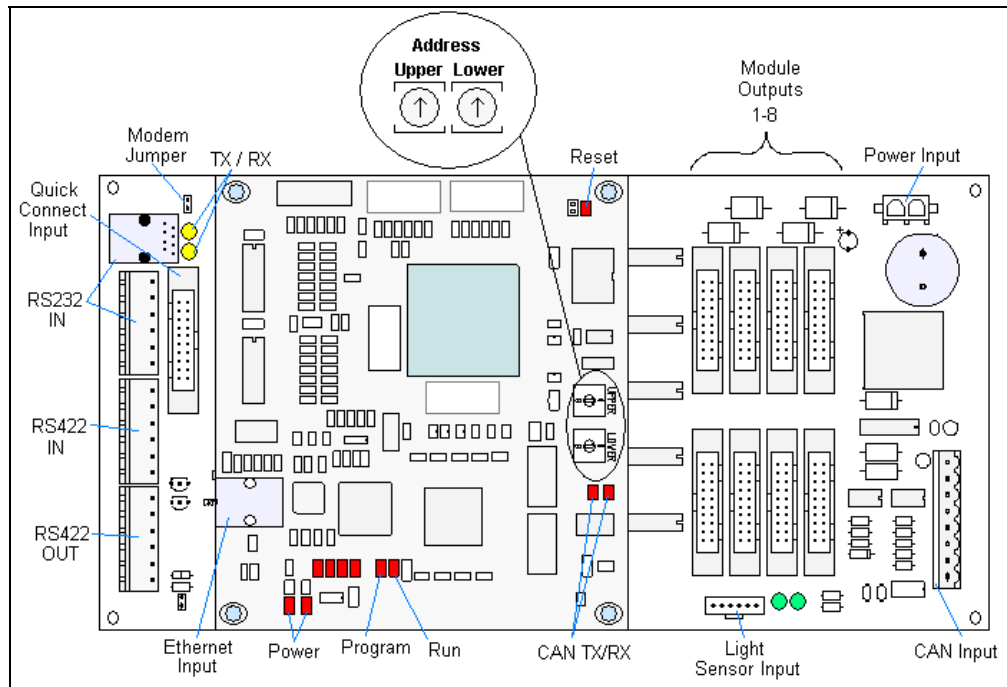 Address
Upper Lower
Module
Outputs
1-8
Modem
Jumper
TX / RX
Reset
Power Input
Quick
Connect
Input
RS232
IN
UPPER
LOWER
RS422
IN
RS422
OUT
Ethernet
Input
Power
Program
Run
CAN TX/RX
Light
Sensor Input
CAN Input